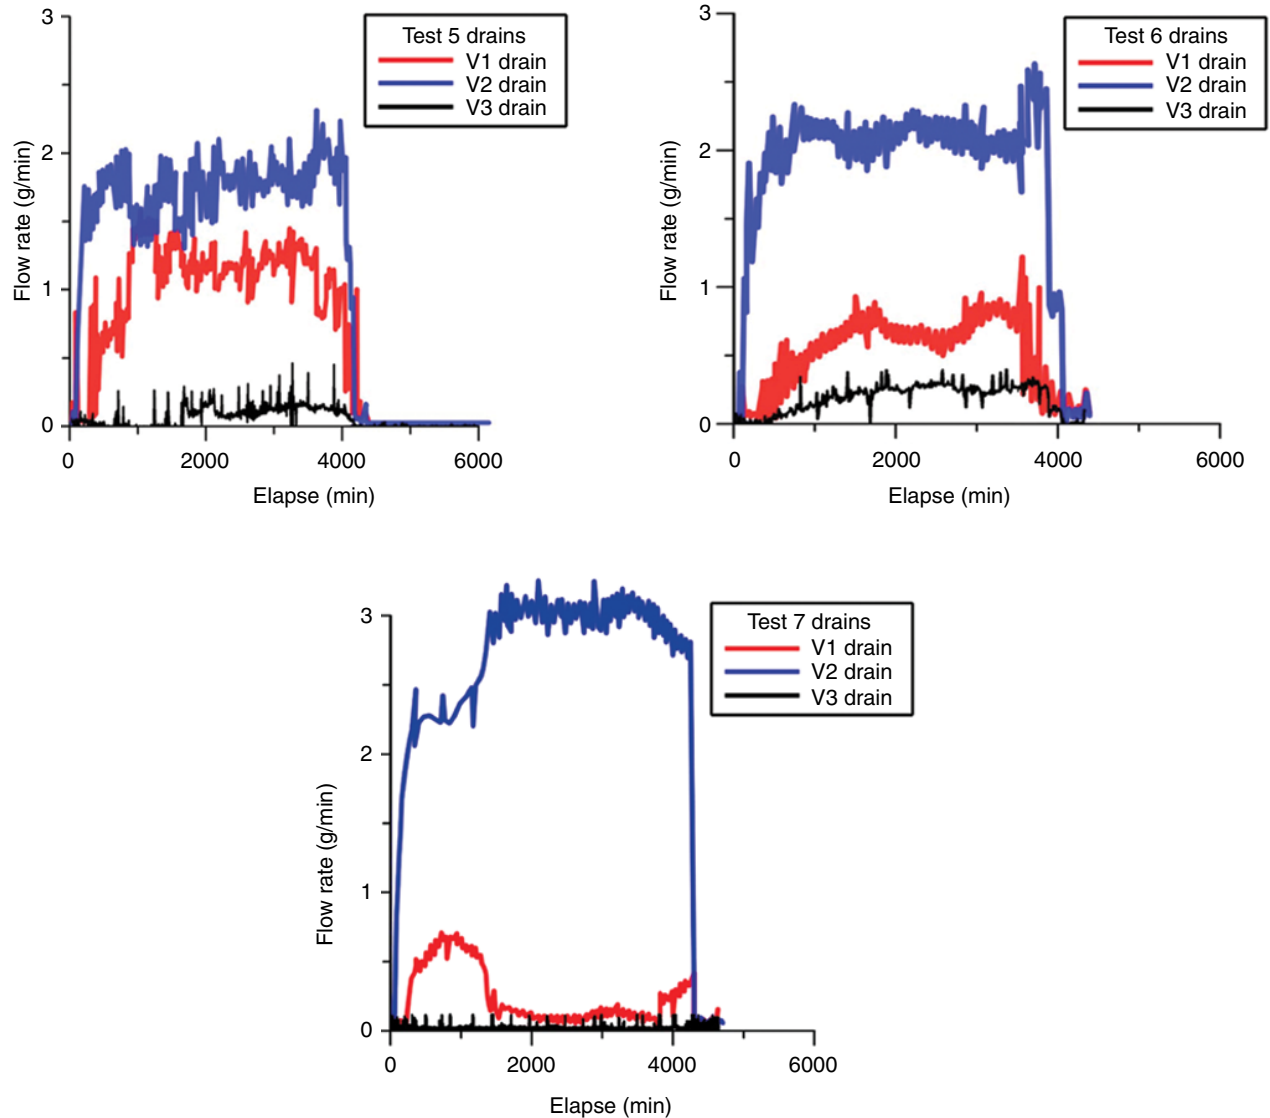 Test 5 drains
V1 drain
V2 drain
V3 drain
3
2
1
0
Flow rate (g/min)
0 2000 4000 6000
Elapse (min)
Test 6 drains
V1 drain
V2 drain
V3 drain
3
2
1
0
Flow rate (g/min)
0 2000 4000 6000
Elapse (min)
Test 7 drains
V1 drain
V2 drain
V3 drain
3
2
1
0
Flow rate (g/min)
0 2000 4000 6000
Elapse (min)